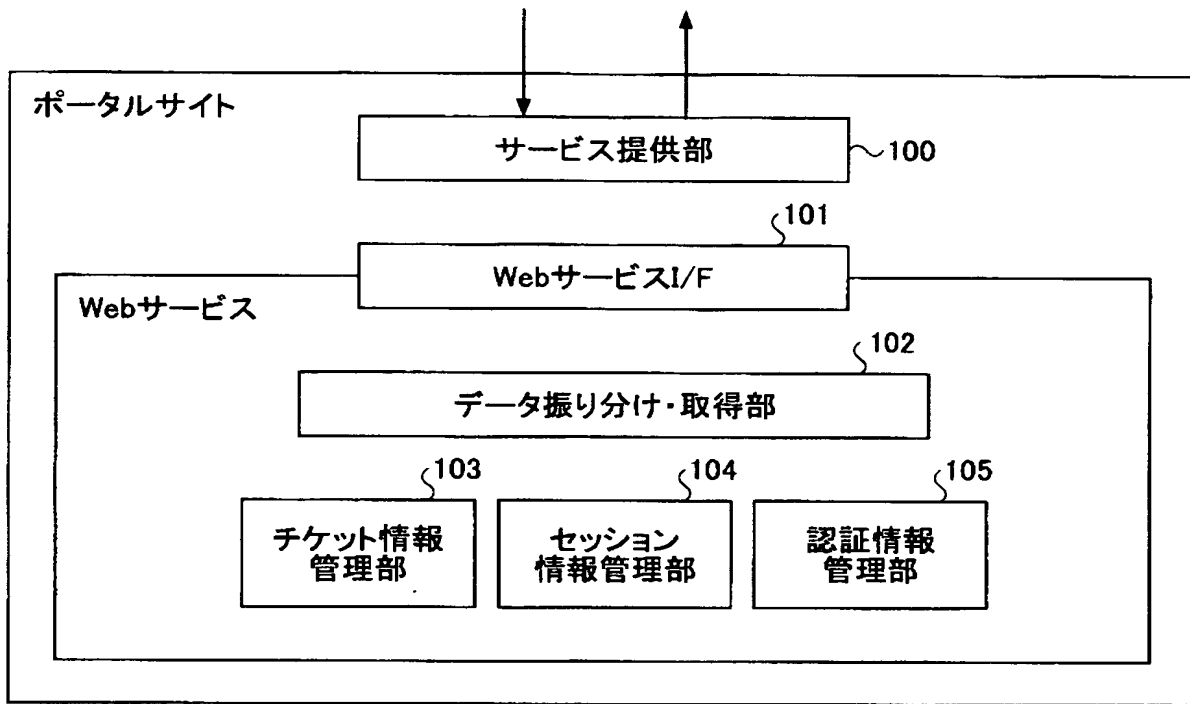 ポータルサイト
サービス提供部
100
101
WebサービスI/F
Webサービス
102
データ振り分け・取得部
103
104
105
チケット情報
管理部
セッション
情報管理部
認証情報
管理部